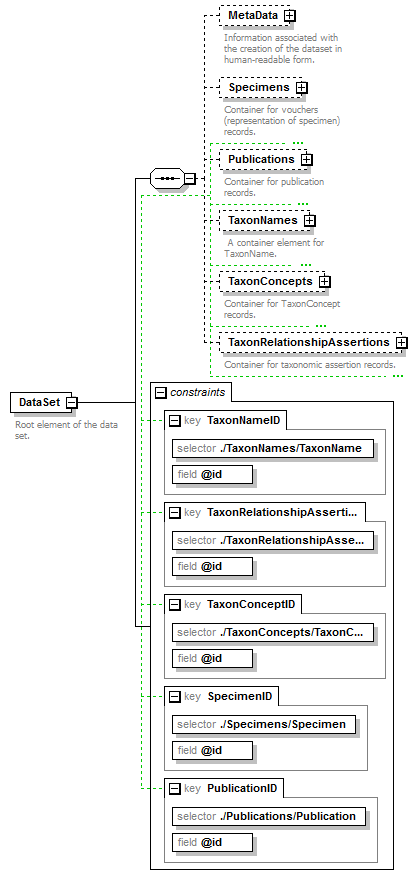 MetaData
Information associated with
the creation of the dataset in
human-readable form.
Specimens
Container for vouchers
(representation of specimen)
records.
Publications
Container for publication
records.
TaxonNames
A container element for
TaxonName.
TaxonConcepts
Container for TaxonConcept
records.
TaxonRelationshipAssertions
Container for taxonomic assertion records.
DataSet
Root element of the data
set.
constraints
key TaxonNameID
selector ./TaxonNames/TaxonName
field @id
key TaxonRelationshipAsserti...
selector ./TaxonRelationshipAsse...
field @id
key TaxonConceptID
selector ./TaxonConcepts/TaxonC...
field @id
key SpecimenID
selector ./Specimens/Specimen
field @id
key PublicationID
selector ./Publications/Publication
field @id